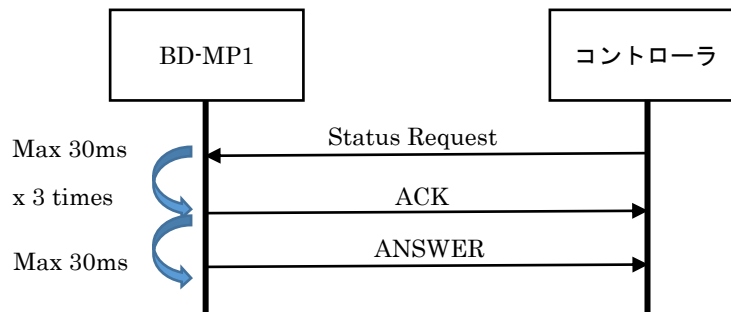 BD-MP1
コントローラ
Status Request
Max 30ms
x 3 times
ACK
ANSWER
Max 30ms